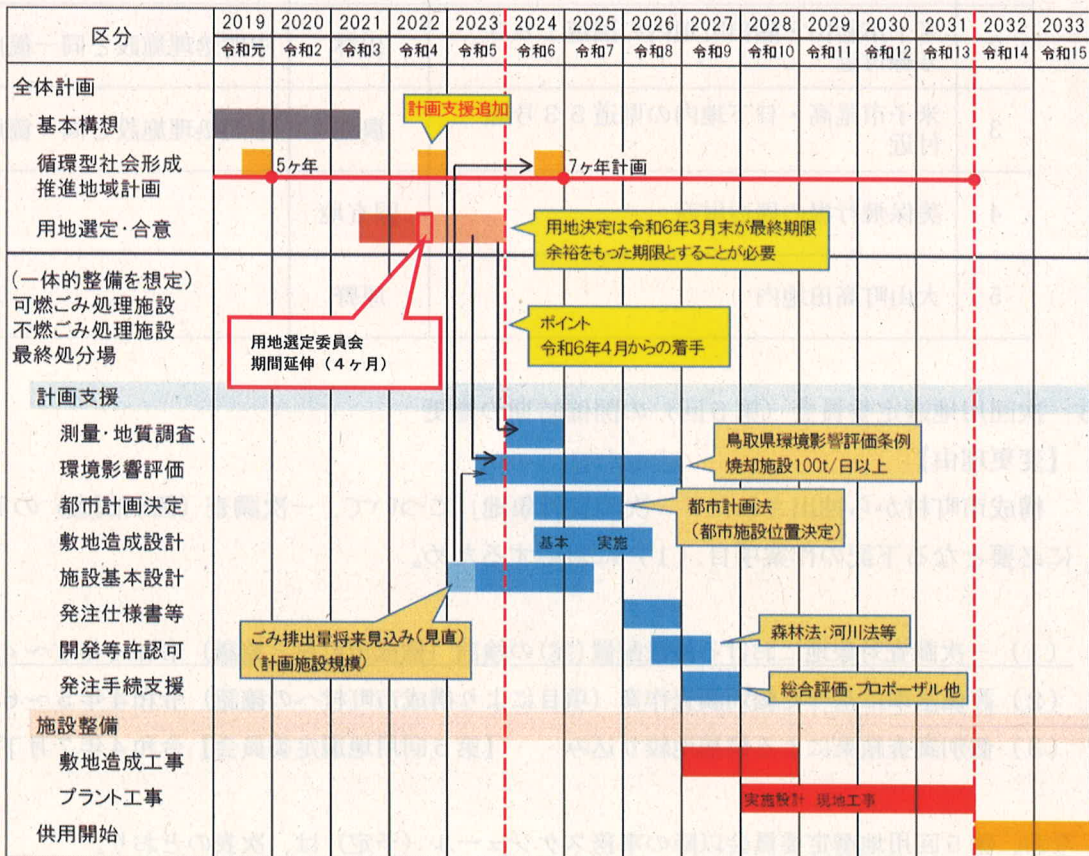 区分
2019 2020 2021 2022 2023 2024 2025 2026 2027 2028 2029 2030 2031 2032 2033
令和元 令和2 令和3 令和4 令和5 令和6 令和7 令和8 令和9 令和10 令和11 令和12 令和13 令和14 令和15
全体計画
計画支援追加
基本構想
循環型社会形成
推進地域計画
5ヶ年
7ヶ年計画
用地選定・合意
用地決定は令和6年3月末が最終期限
余裕をもった期限とすることが必要
(一体的整備を想定)
可燃ごみ処理施設
不燃ごみ処理施設
最終処分場
用地選定委員会
期間延伸（4ヶ月）
ポイント
令和6年4月からの着手
計画支援
測量・地質調査
環境影響評価
鳥取県環境影響評価条例
焼却施設100t/日以上
都市計画決定
都市計画法
(都市施設位置決定)
敷地造成設計
基本 実施
施設基本設計
発注仕様書等
ごみ排出量将来見込み(見直)
(計画施設規模)
開発等許認可
森林法・河川法等
発注手続支援
総合評価・プロポーザル他
施設整備
敷地造成工事
プラント工事
実施設計 現地工事
供用開始